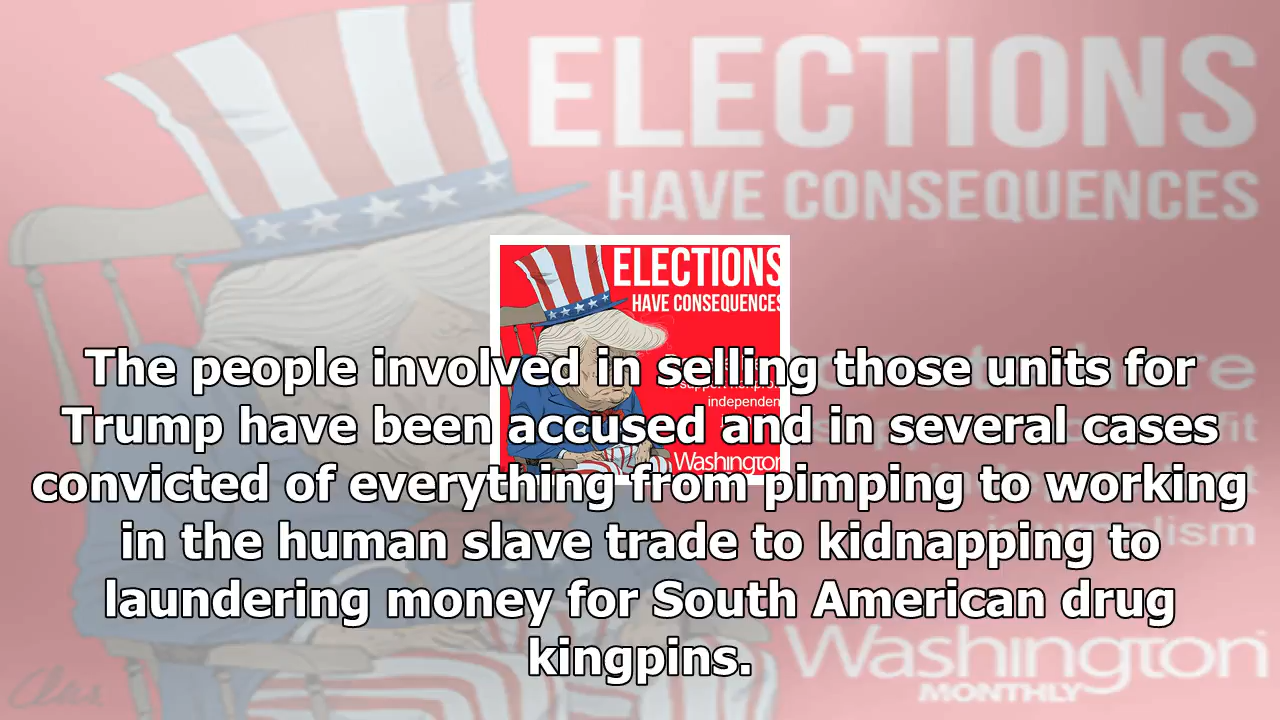 ELECTIONS
HAVE CONSEQUENCES
ELECTIONS
HAVE CONSEQUENCES
independen
Washington
The people involved in selling those units for
Trump have been accused and in several cases
convicted of everything from pimping to working
in the human slave trade to kidnapping to
laundering money for South American drug
kingpins.
Washington
MONTHLY